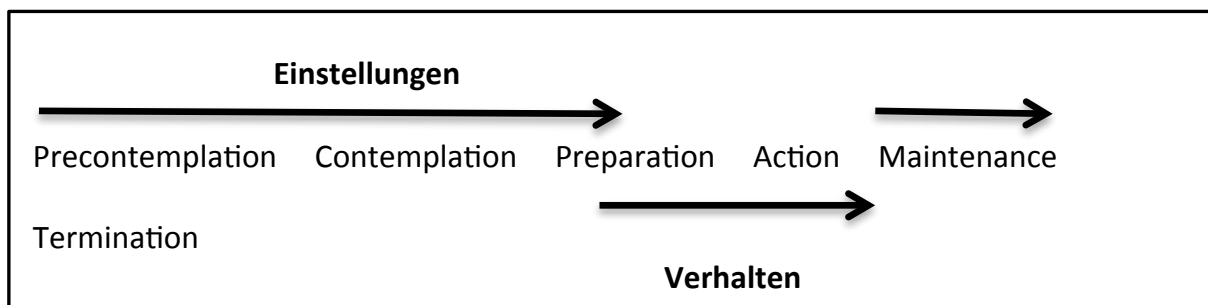 Einstellungen
Precontemplation Contemplation Preparation Action Maintenance
Termination
Verhalten